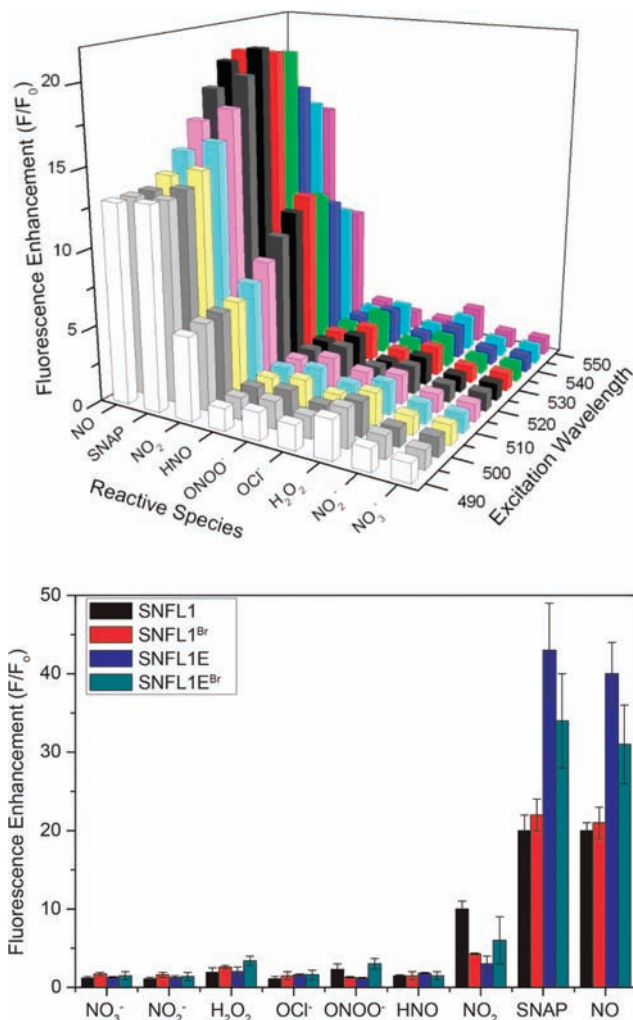 20
15
10
5
0
Fluorescence Enhancement (F/F₀)
NO
SNAP
NO₂
HNO
ONOO⁻
OCl⁻
H₂O₂
NO₂⁻
NO₃⁻
Reactive Species
550
540
530
520
510
500
490
Excitation Wavelength
50
40
30
20
10
0
Fluorescence Enhancement (F/F₀)
SNFL1
SNFL1ᴮʳ
SNFL1E
SNFL1Eᴮʳ
NO₃⁻ NO₂⁻ H₂O₂ OCl⁻ ONOO⁻ HNO NO₂ SNAP NO